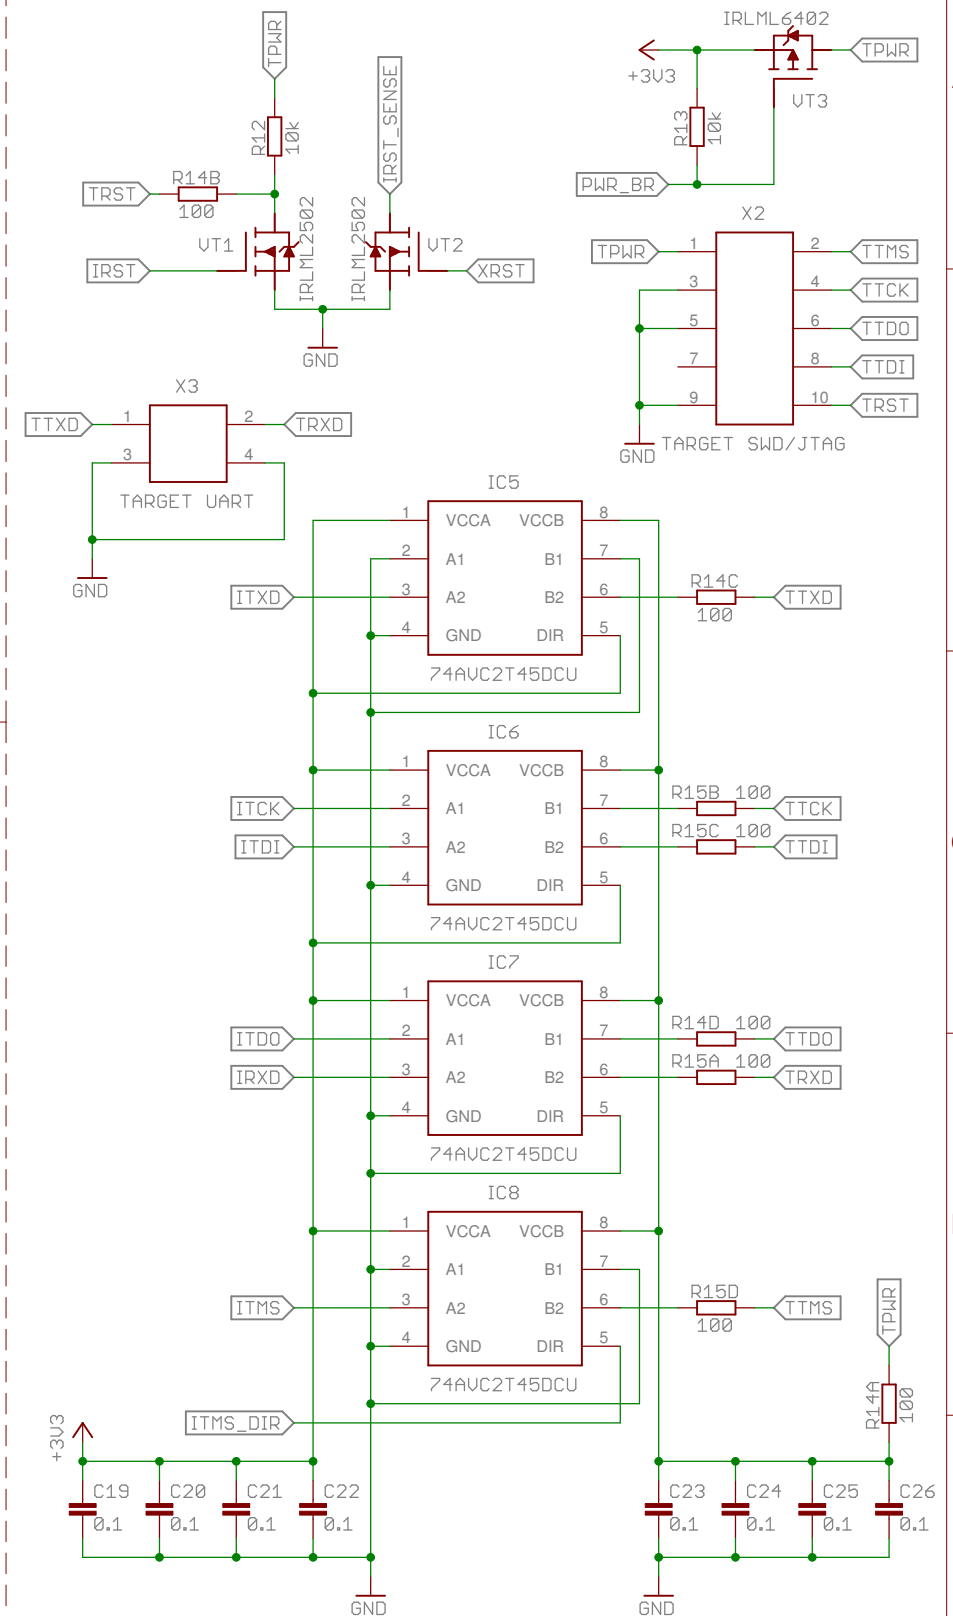 TPWR
IRLML6402
TPWR
+3V3
VT3
IRST_SENSE
R12
10k
R13
10k
PWR_BR
TRST
R14B
100
X2
VT1
IRLML2502
IRLML2502
VT2
IRST
XRST
GND
TPWR
1
2
TTMS
3
4
TTCK
5
6
TTDO
7
8
TTDI
9
10
TRST
GND
TARGET SWD/JTAG
X3
TTXD
1
2
TRXD
3
4
TARGET UART
GND
IC5
1
VCCA
VCCB
8
2
A1
B1
7
ITXD
3
A2
B2
6
R14C
100
TTXD
4
GND
DIR
5
74AVC2T45DCU
IC6
1
VCCA
VCCB
8
ITCK
2
A1
B1
7
R15B 100
TTCK
ITDI
3
A2
B2
6
R15C 100
TTDI
4
GND
DIR
5
74AVC2T45DCU
IC7
1
VCCA
VCCB
8
ITDO
2
A1
B1
7
R14D 100
TTDO
IRXD
3
A2
B2
6
R15A 100
TRXD
4
GND
DIR
5
74AVC2T45DCU
IC8
1
VCCA
VCCB
8
2
A1
B1
7
ITMS
3
A2
B2
6
R15D
100
TTMS
4
GND
DIR
5
74AVC2T45DCU
ITMS_DIR
TPWR
R14A
100
+3V3
C19
0.1
C20
0.1
C21
0.1
C22
0.1
C23
0.1
C24
0.1
C25
0.1
C26
0.1
GND
GND